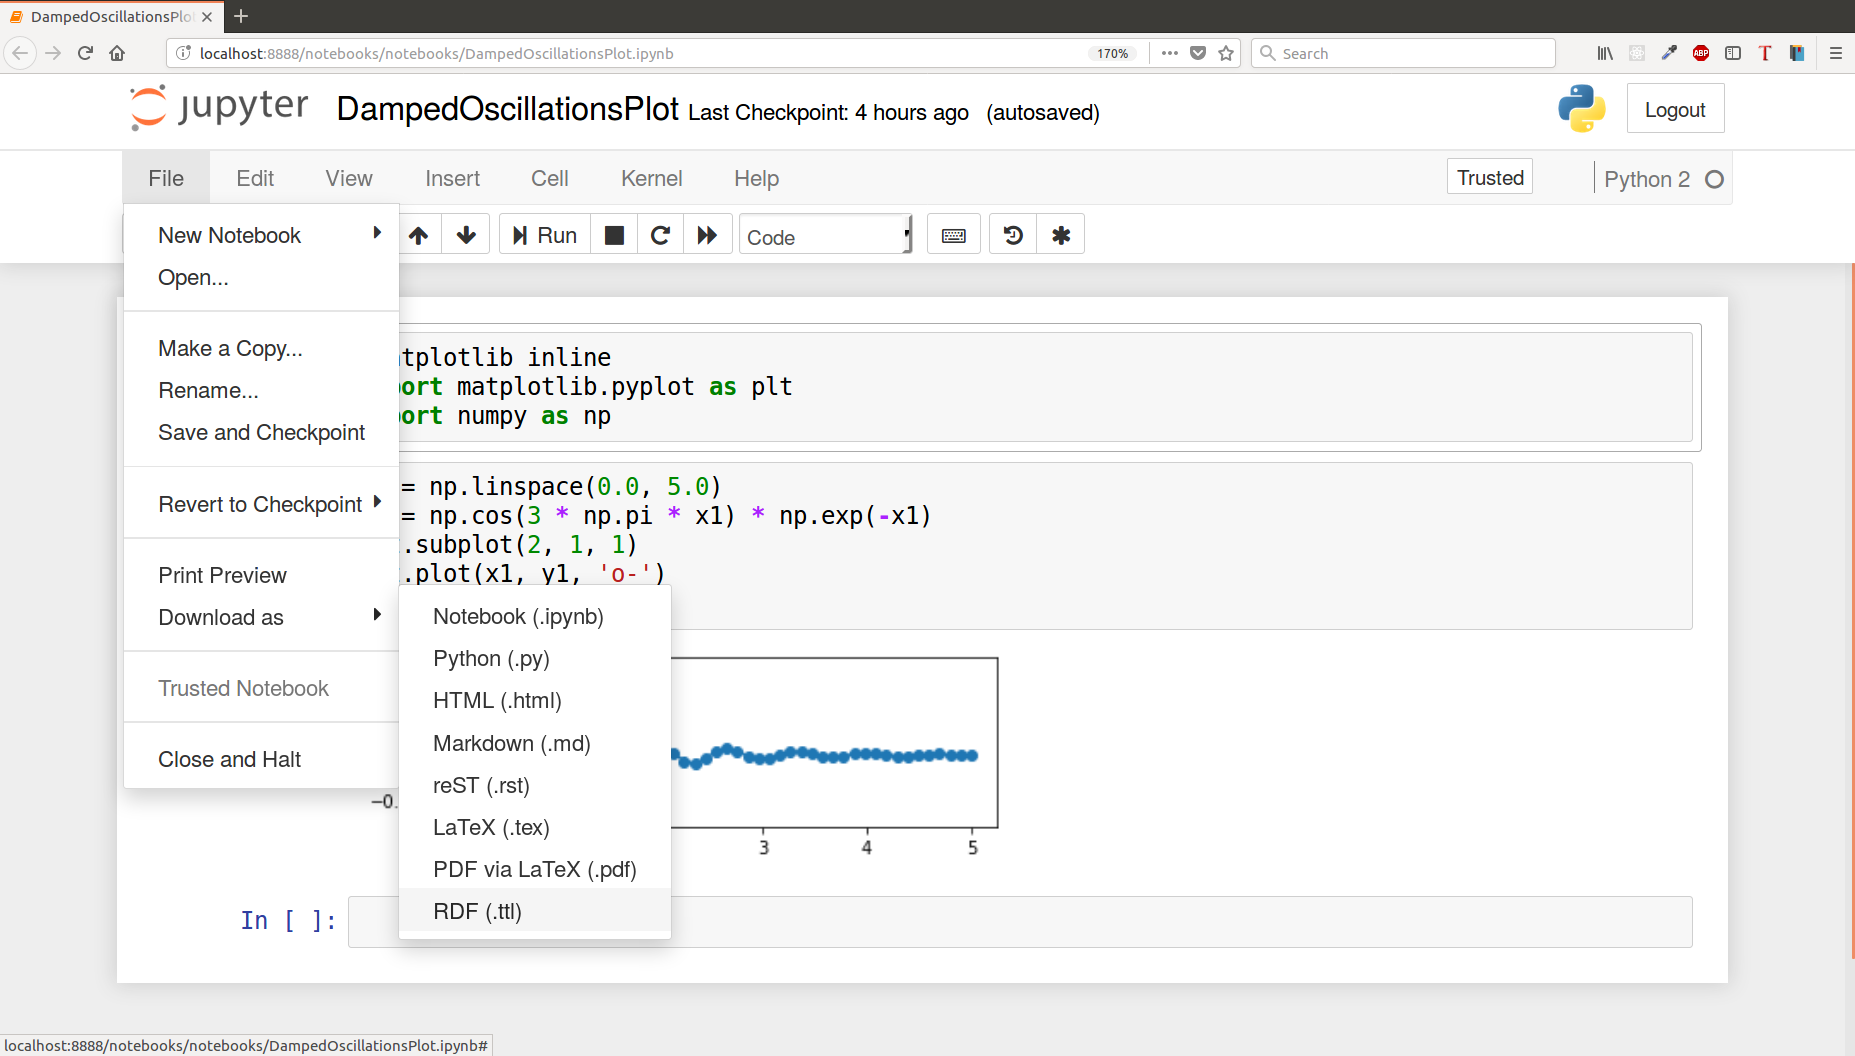 DampedOscillationsPlo
localhost:8888/notebooks/notebooks/DampedOscillationsPlot.ipynb
170%
Search
ABP
T
jupyter
DampedOscillationsPlot Last Checkpoint: 4 hours ago (autosaved)
Logout
File Edit View Insert Cell Kernel Help
Trusted
Python 2
New Notebook
Open...
Make a Copy...
Rename...
Save and Checkpoint
Revert to Checkpoint
Print Preview
Download as
Trusted Notebook
Close and Halt
Run
Code
tplotlib inline
ort matplotlib.pyplot as plt
ort numpy as np
= np.linspace(0.0, 5.0)
= np.cos(3 * np.pi * x1) * np.exp(-x1)
.subplot(2, 1, 1)
.plot(x1, y1, 'o-')
Notebook (.ipynb)
Python (.py)
HTML (.html)
Markdown (.md)
reST (.rst)
LaTeX (.tex)
PDF via LaTeX (.pdf)
RDF (.ttl)
−0.
3 4 5
In [ ]:
localhost:8888/notebooks/notebooks/DampedOscillationsPlot.ipynb#